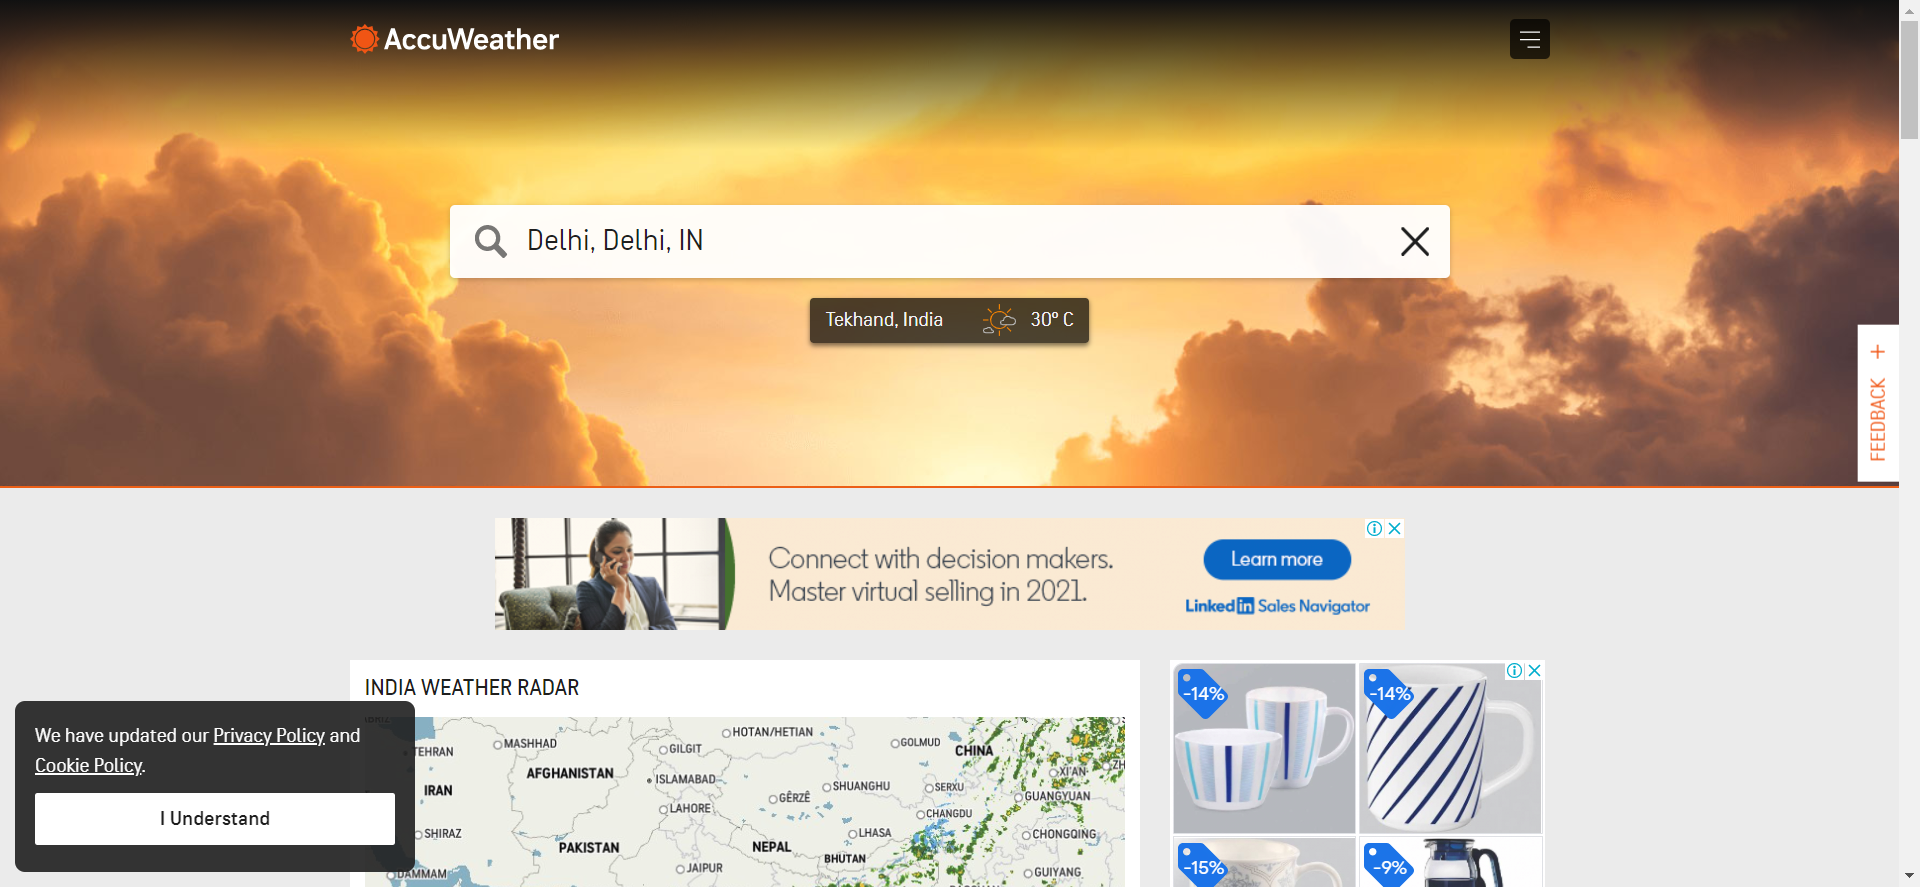 AccuWeather
Delhi, Delhi, IN
Tekhand, India 30° C
FEEDBACK +
Connect with decision makers.
Master virtual selling in 2021.
Learn more
Linked in Sales Navigator
INDIA WEATHER RADAR
TEHRAN
MASHHAD
HOTAN/HETIAN
GILGIT
GOLMUD
CHINA
AFGHANISTAN
ISLAMABAD
XI'AN
ZH
IRAN
SHUANGHU
SERXU
LAHORE
GÊRZÊ
GUANGYUAN
CHANGDU
SHIRAZ
LHASA
CHONGQING
PAKISTAN
NEPAL
BHUTAN
JAIPUR
GUIYANG
DAMMAM
-14%
-14%
-15%
-9%
We have updated our Privacy Policy and
Cookie Policy.
I Understand